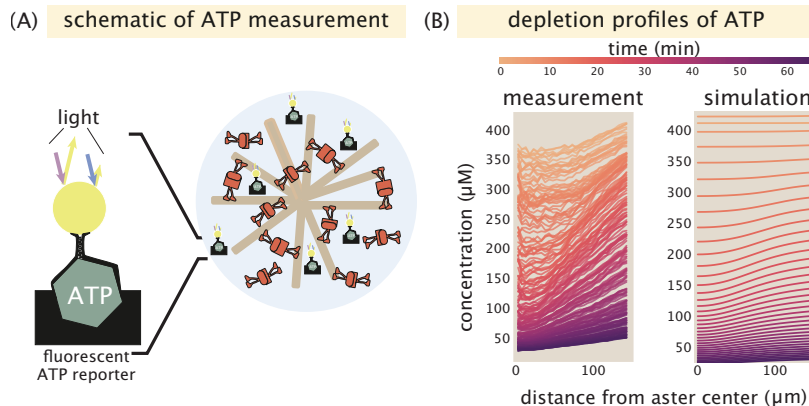 (A) schematic of ATP measurement
light
ATP
fluorescent
ATP reporter
(B) depletion profiles of ATP
time (min)
0 10 20 30 40 50 60
measurement simulation
concentration (µM)
400
350
300
250
200
150
100
50
0 100
400
350
300
250
200
150
100
50
0 100
distance from aster center (µm)